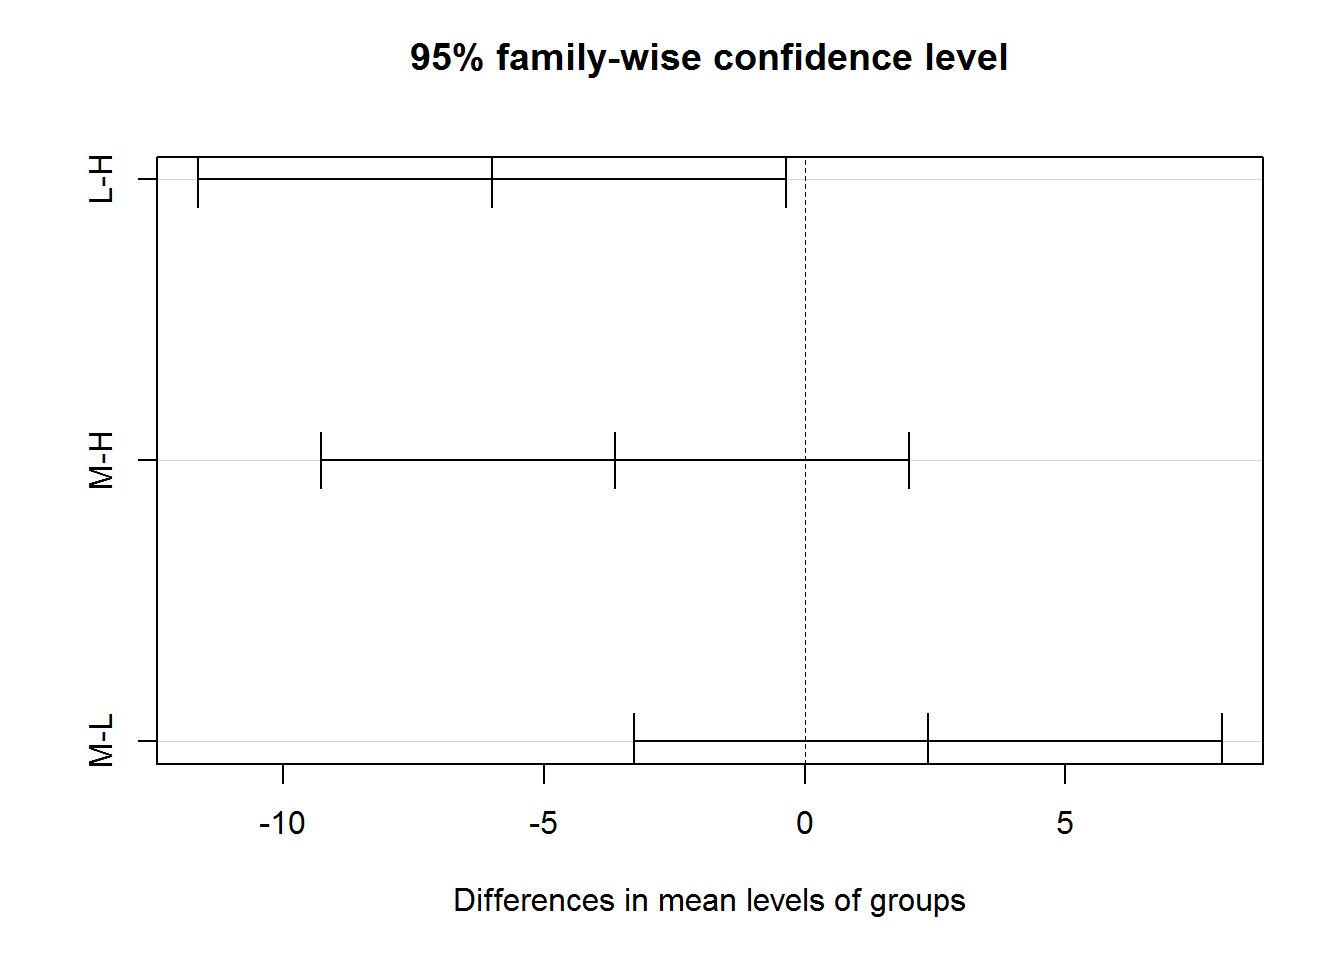 95% family-wise confidence level
L-H
M-H
M-L
-10 -5 0 5
Differences in mean levels of groups